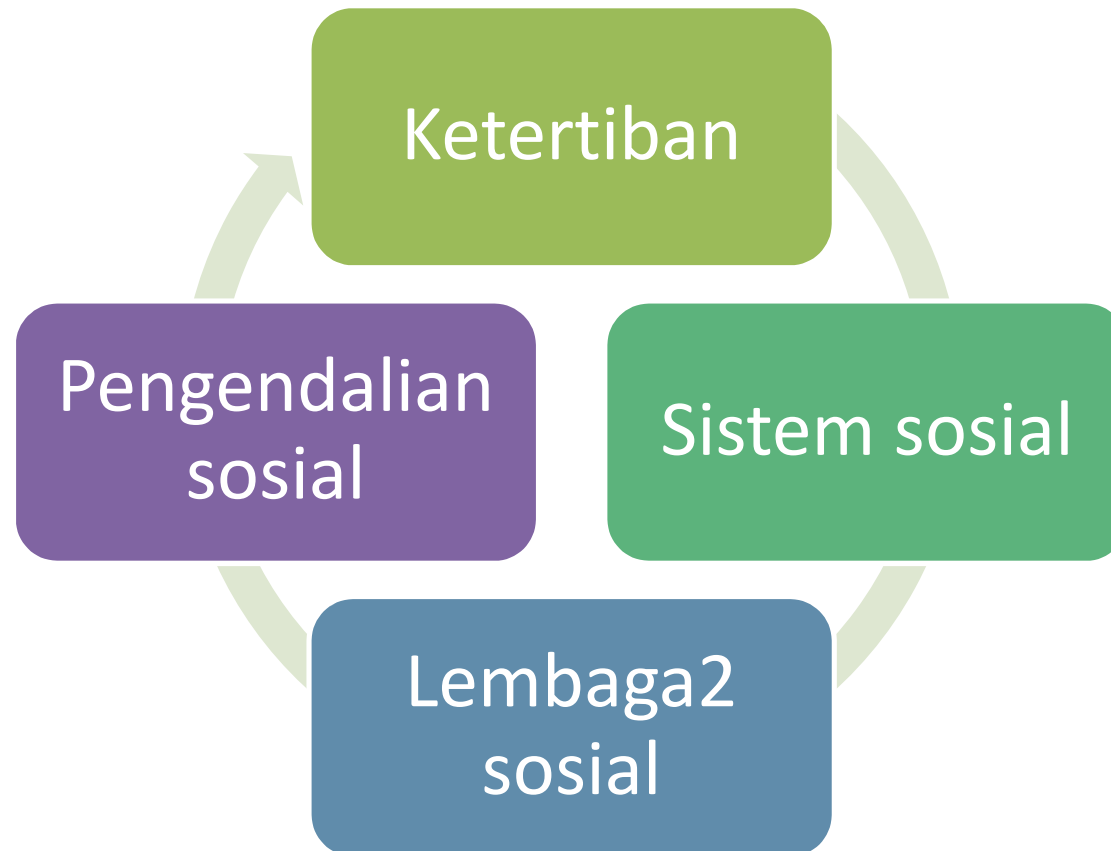 Ketertiban
Sistem sosial
Lembaga2
sosial
Pengendalian
sosial